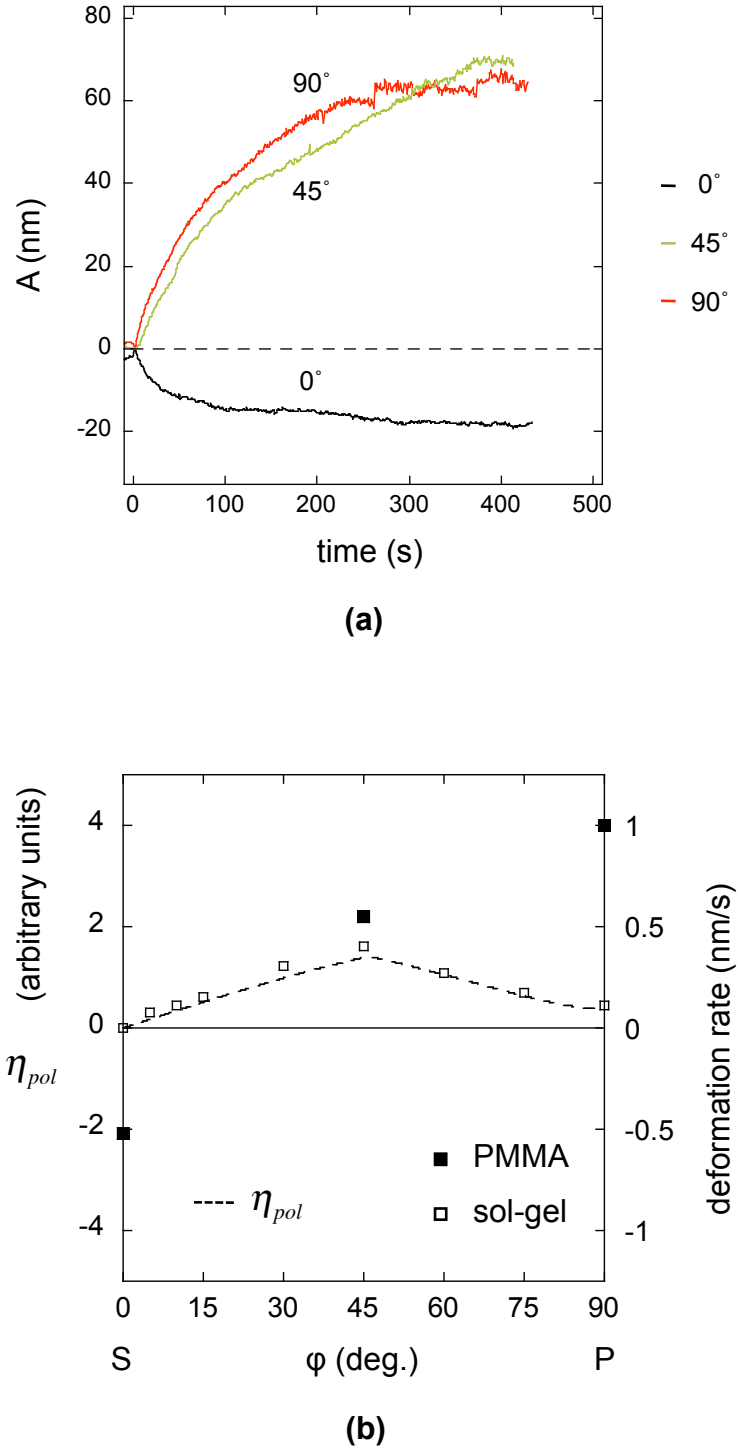 80
60
40
20
0
-20
A (nm)
90°
45°
0°
0°
45°
90°
0 100 200 300 400 500
time (s)
(a)
(arbitrary units)
η_pol
4
2
0
-2
-4
1
0.5
0
-0.5
-1
deformation rate (nm/s)
PMMA
η_pol
sol-gel
0 15 30 45 60 75 90
S φ (deg.) P
(b)